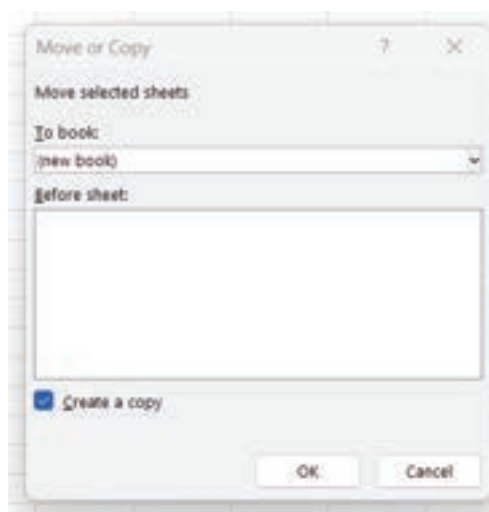 Move or Copy ? ×
Move selected sheets
To book:
(new book)
Before sheet:
Create a copy
OK Cancel